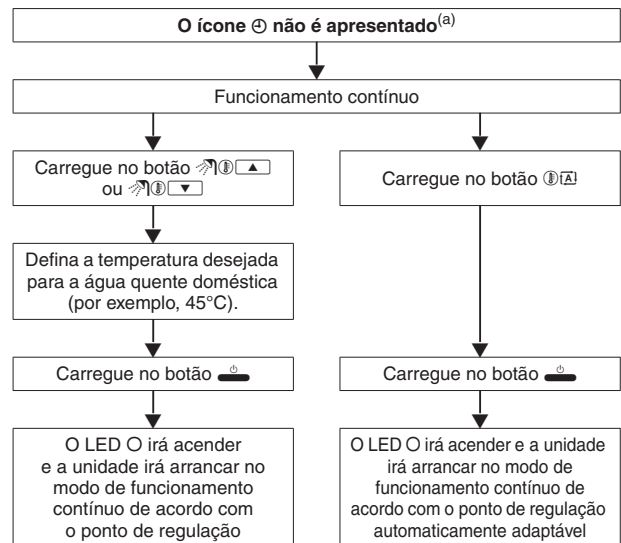 O ícone não é apresentado(a)
Funcionamento contínuo
Carregue no botão
ou
Defina a temperatura desejada
para a água quente doméstica
(por exemplo, 45°C).
Carregue no botão
O LED O irá acender
e a unidade irá arrancar no
modo de funcionamento
contínuo de acordo com
o ponto de regulação
Carregue no botão A
Carregue no botão
O LED O irá acender e a unidade
irá arrancar no modo de
funcionamento contínuo de
acordo com o ponto de regulação
automaticamente adaptável